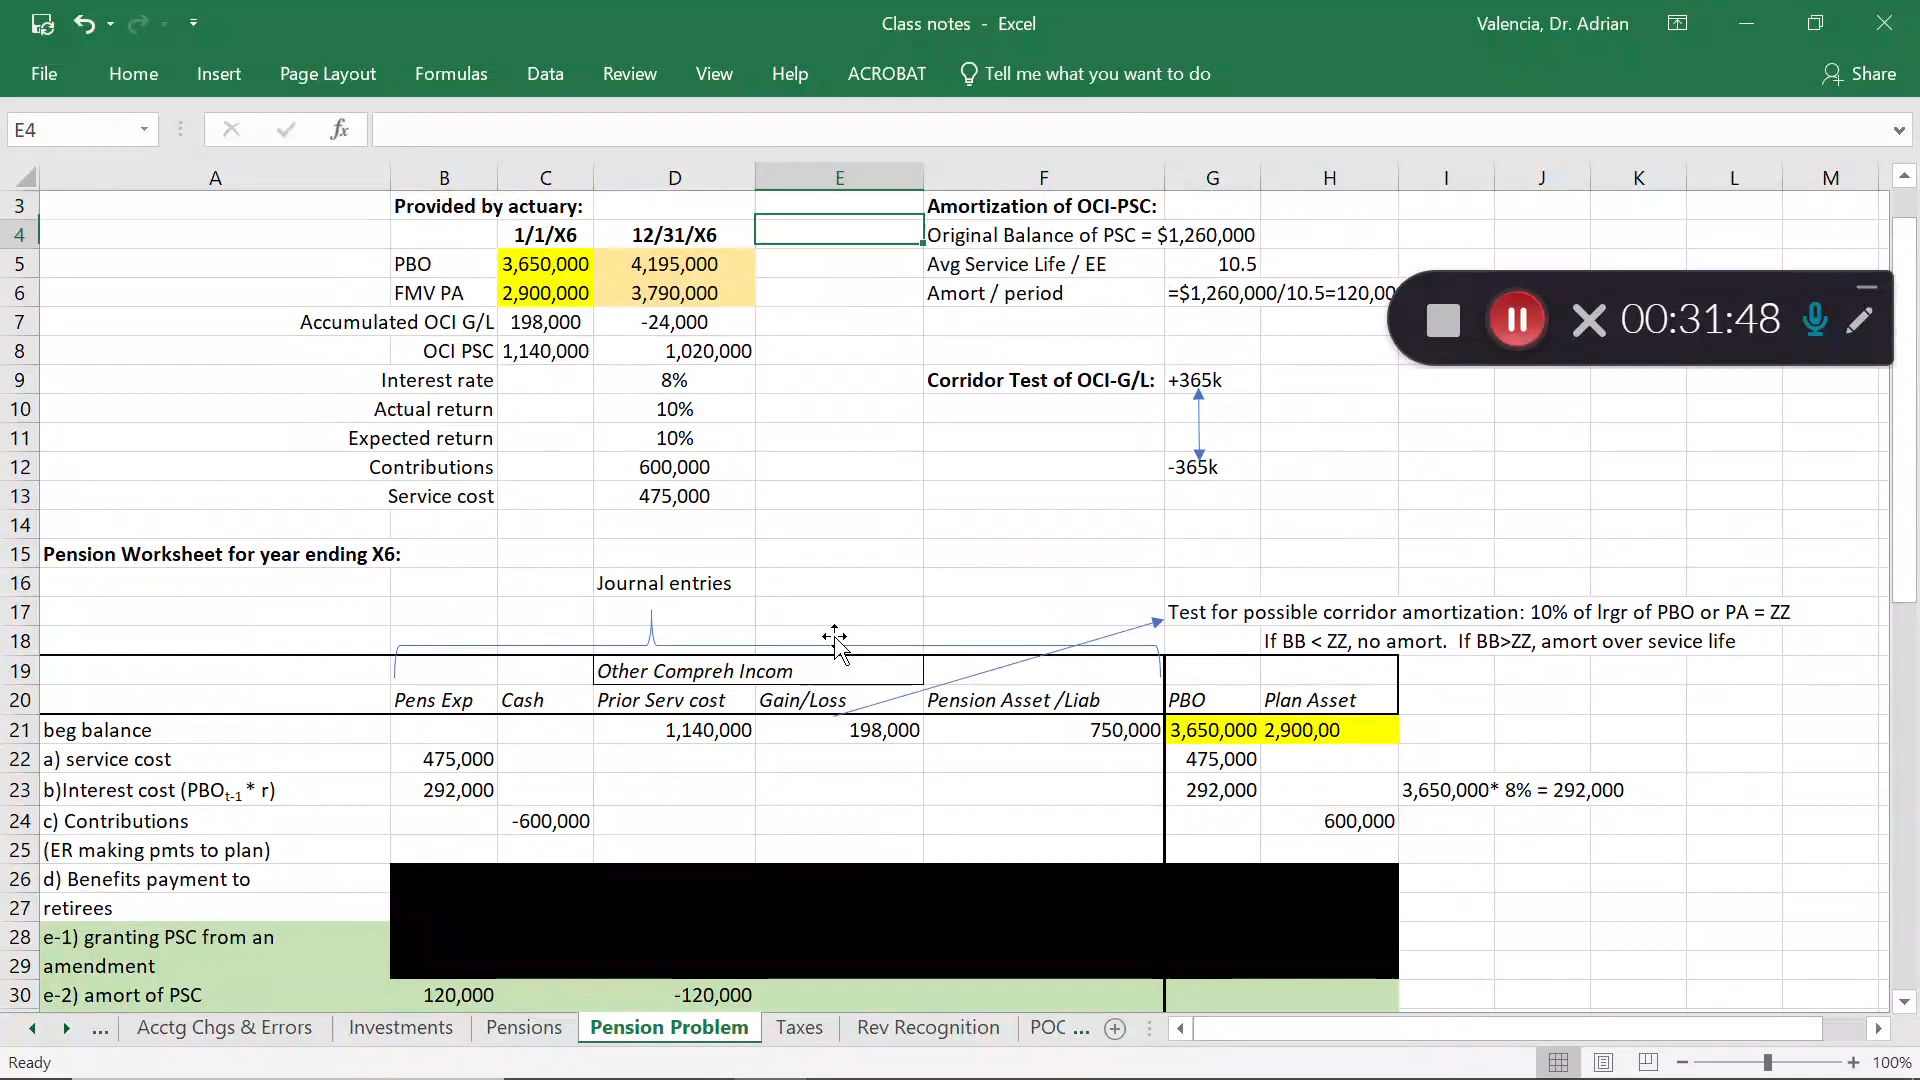 Class notes - Excel
Valencia, Dr. Adrian
File Home Insert Page Layout Formulas Data Review View Help ACROBAT Tell me what you want to do Share
E4 fx
A B C D E F G H I J K L M
3 Provided by actuary: Amortization of OCI-PSC:
4 1/1/X6 12/31/X6 Original Balance of PSC = $1,260,000
5 PBO 3,650,000 4,195,000 Avg Service Life / EE 10.5
6 FMV PA 2,900,000 3,790,000 Amort / period =$1,260,000/10.5=120,00
00:31:48
7 Accumulated OCI G/L 198,000 -24,000
8 OCI PSC 1,140,000 1,020,000
9 Interest rate 8% Corridor Test of OCI-G/L: +365k
10 Actual return 10%
11 Expected return 10%
12 Contributions 600,000 -365k
13 Service cost 475,000
14
15 Pension Worksheet for year ending X6:
16 Journal entries
17 Test for possible corridor amortization: 10% of lrgr of PBO or PA = ZZ
18 If BB < ZZ, no amort. If BB>ZZ, amort over sevice life
19 Other Compreh Incom
20 Pens Exp Cash Prior Serv cost Gain/Loss Pension Asset /Liab PBO Plan Asset
21 beg balance 1,140,000 198,000 750,000 3,650,000 2,900,00
22 a) service cost 475,000 475,000
23 b)Interest cost (PBOt-1 * r) 292,000 292,000 3,650,000* 8% = 292,000
24 c) Contributions -600,000 600,000
25 (ER making pmts to plan)
26 d) Benefits payment to
27 retirees
28 e-1) granting PSC from an
29 amendment
30 e-2) amort of PSC 120,000 -120,000
... Acctg Chgs & Errors Investments Pensions Pension Problem Taxes Rev Recognition POC ...
Ready 100%